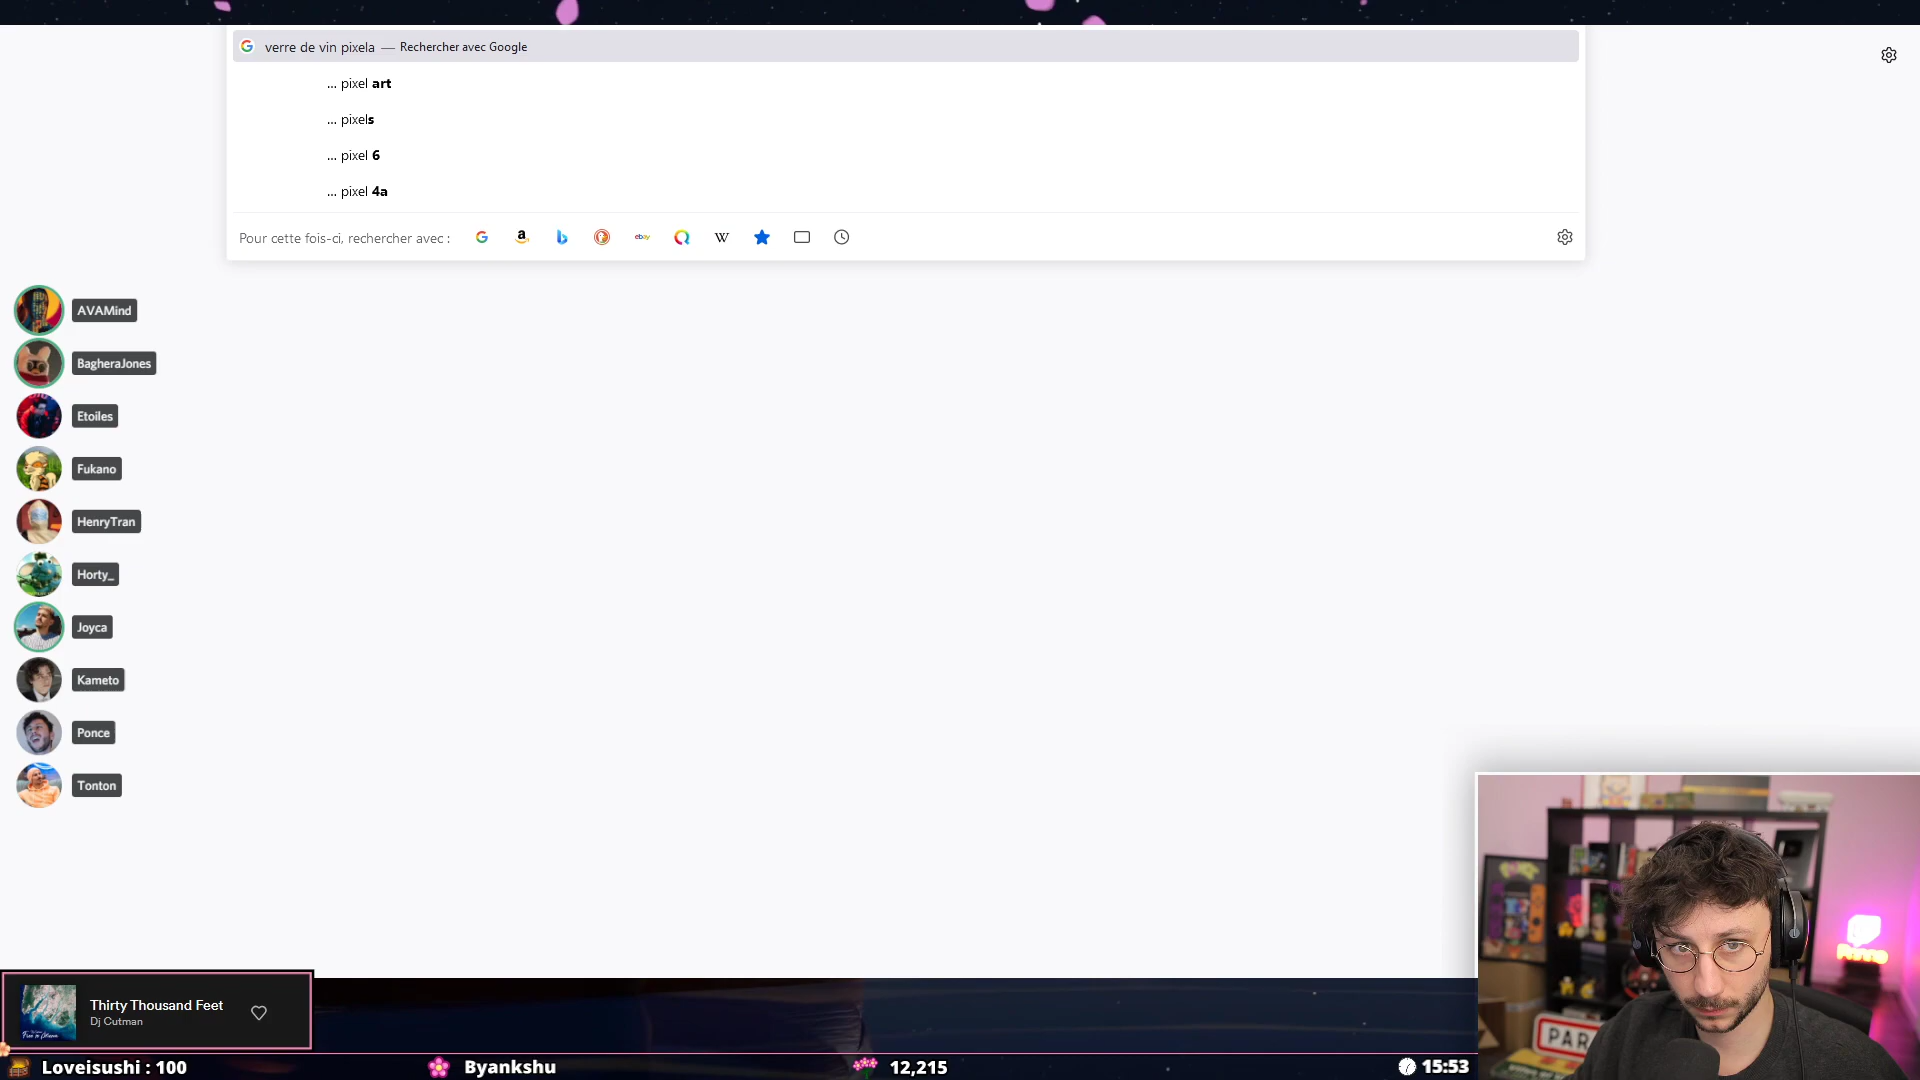 verre de vin pixela — Rechercher avec Google
... pixel art
... pixels
... pixel 6
... pixel 4a
Pour cette fois-ci, rechercher avec :
a
ebay
W
AVAMind
BagheraJones
Etoiles
Fukano
HenryTran
Horty_
Joyca
Kameto
Ponce
Tonton
PAR
Thirty Thousand Feet
Dj Cutman
Loveisushi : 100
Byankshu
12,215
15:53